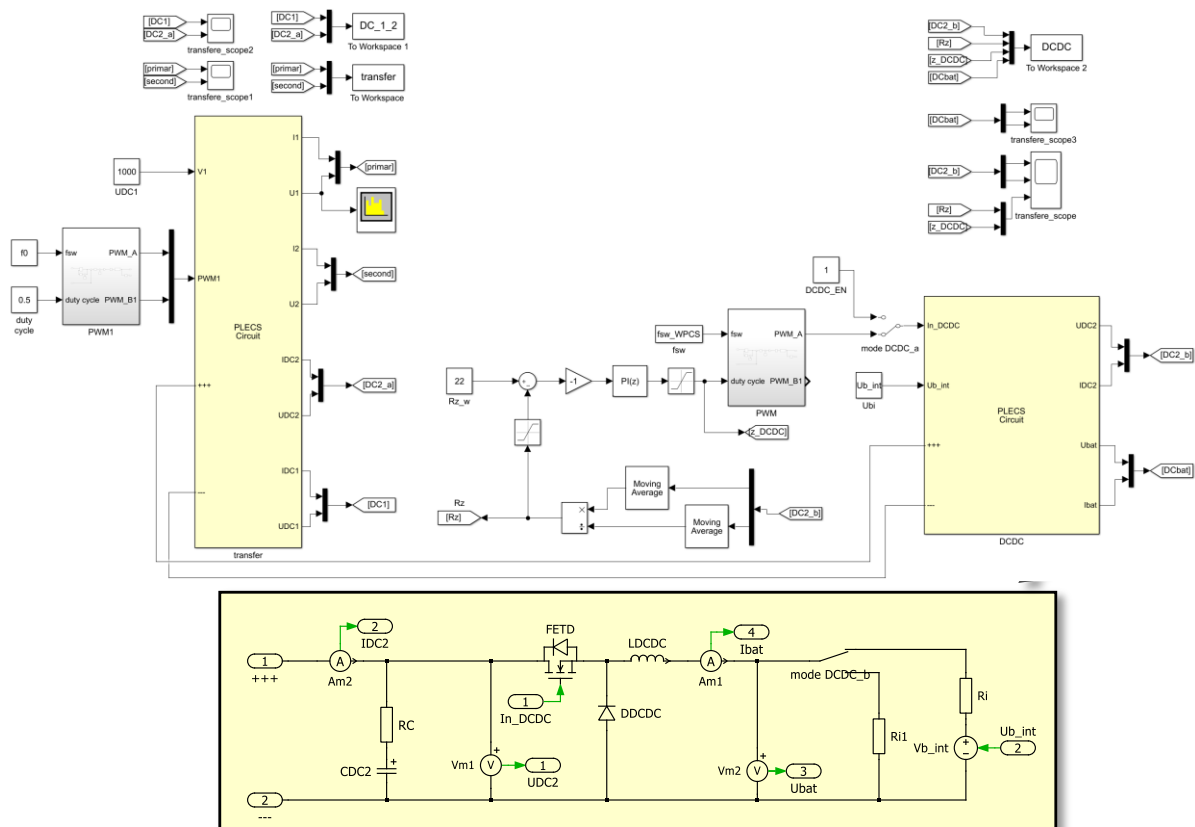 [DC1]
[DC2_a]
transfere_scope2
[DC1]
[DC2_a]
DC_1_2
To Workspace 1
[primar]
[second]
transfere_scope1
[primar]
[second]
transfer
To Workspace
[DC2_b]
[Rz]
[z_DCDC]
[DCbat]
DCDC
To Workspace 2
[DCbat]
transfere_scope3
[DC2_b]
[Rz]
[z_DCDC]
transfere_scope
1000
UDC1
f0
0.5
duty
cycle
fsw
duty cycle
PWM_A
PWM_B1
PWM1
V1
PWM1
+++
---
PLECS
Circuit
I1
U1
I2
U2
IDC2
UDC2
IDC1
UDC1
transfer
[primar]
[second]
[DC2_a]
[DC1]
22
Rz_w
+
-
-1
PI(z)
fsw_WPCS
fsw
fsw
duty cycle
PWM_A
PWM_B1
PWM
[z_DCDC]
1
DCDC_EN
mode DCDC_a
Ub_int
Ubi
Rz
[Rz]
×
÷
Moving
Average
Moving
Average
[DC2_b]
In_DCDC
Ub_int
+++
---
PLECS
Circuit
UDC2
IDC2
Ubat
Ibat
DCDC
[DC2_b]
[DCbat]
1
+++
2
IDC2
A
Am2
RC
CDC2
+
FETD
1
In_DCDC
Vm1
V
+
1
UDC2
DDCDC
LDCDC
4
Ibat
A
Am1
mode DCDC_b
Vm2
V
+
3
Ubat
Ri1
Ri
Vb_int
+
−
Ub_int
2
2
---